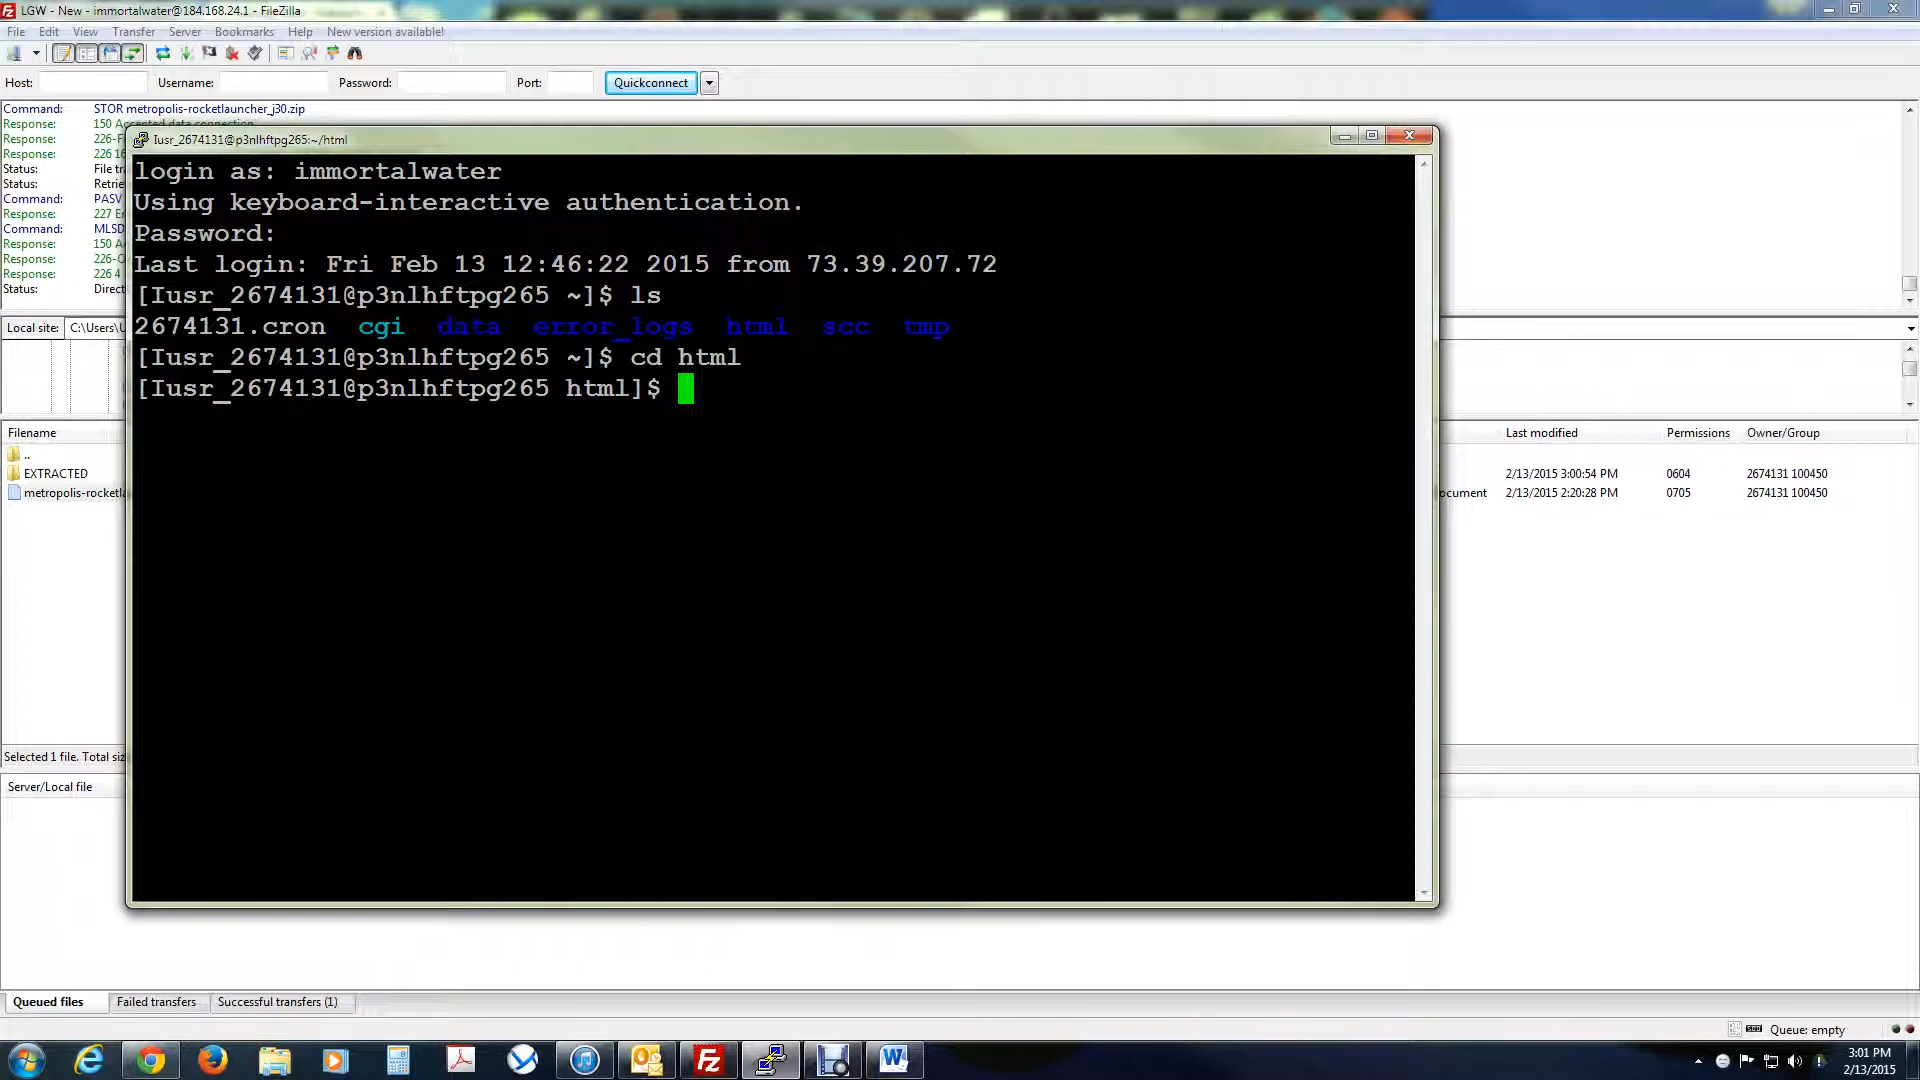 LGW - New - immortalwater@184.168.24.1 - FileZilla
File Edit View Transfer Server Bookmarks Help New version available!
Host: Username: Password: Port: Quickconnect
Command: STOR metropolis-rocketlauncher_j30.zip
Response: 150 Accepted data connection
Response: 226-Fi
Response: 226 16
Status: File tra
Status: Retrie
Command: PASV
Response: 227 En
Command: MLSD
Response: 150 A
Response: 226-O
Response: 226 4
Status: Direct
Iusr_2674131@p3nlhftpg265:~/html
login as: immortalwater
Using keyboard-interactive authentication.
Password:
Last login: Fri Feb 13 12:46:22 2015 from 73.39.207.72
[Iusr_2674131@p3nlhftpg265 ~]$ ls
2674131.cron cgi data error_logs html scc tmp
[Iusr_2674131@p3nlhftpg265 ~]$ cd html
[Iusr_2674131@p3nlhftpg265 html]$
Local site: C:\Users\U
Filename Last modified Permissions Owner/Group
..
EXTRACTED 2/13/2015 3:00:54 PM 0604 2674131 100450
metropolis-rocketla ocument 2/13/2015 2:20:28 PM 0705 2674131 100450
Selected 1 file. Total siz
Server/Local file
Queued files Failed transfers Successful transfers (1)
Queue: empty
3:01 PM
2/13/2015